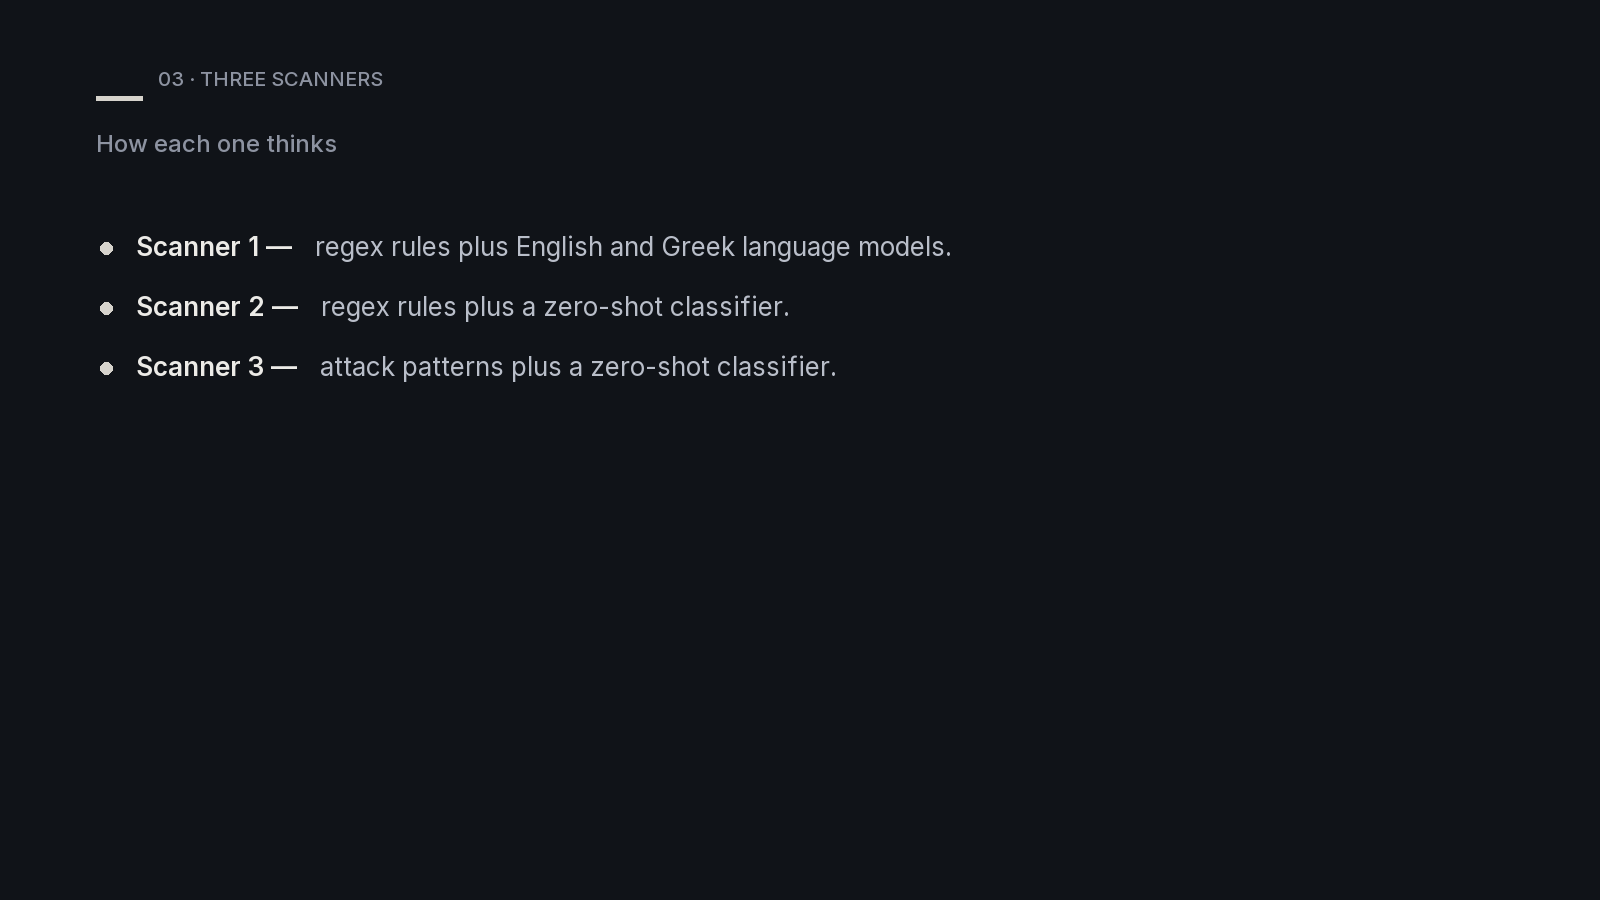 03 · THREE SCANNERS
How each one thinks
Scanner 1 — regex rules plus English and Greek language models.
Scanner 2 — regex rules plus a zero-shot classifier.
Scanner 3 — attack patterns plus a zero-shot classifier.